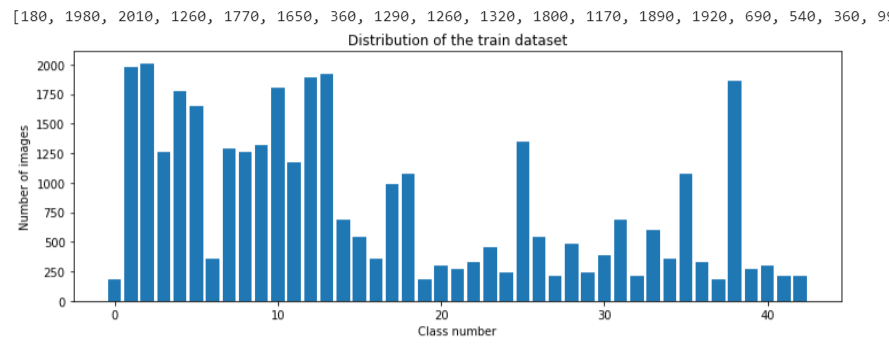 [180, 1980, 2010, 1260, 1770, 1650, 360, 1290, 1260, 1320, 1800, 1170, 1890, 1920, 690, 540, 360, 99
Distribution of the train dataset
Number of images
2000
1750
1500
1250
1000
750
500
250
0
0 10 20 30 40
Class number